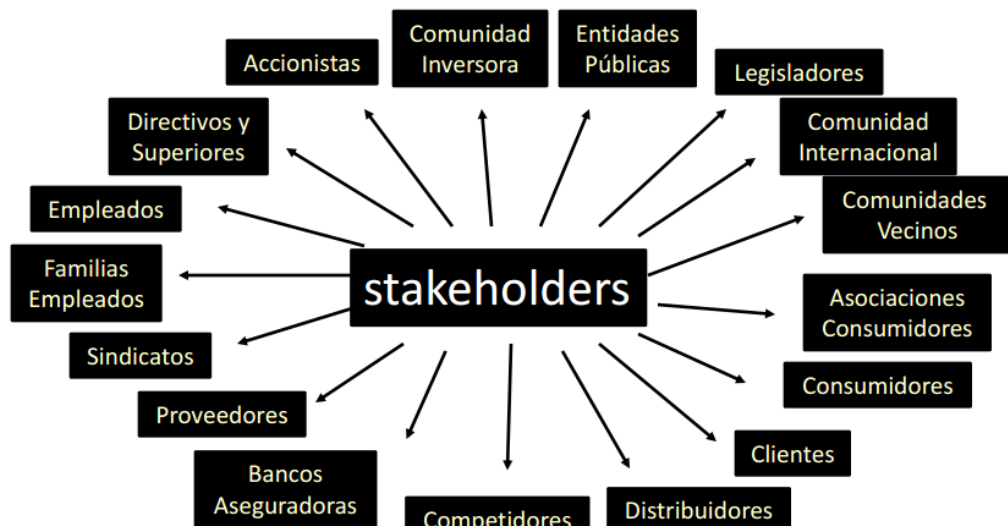 Accionistas
Comunidad
Inversora
Entidades
Públicas
Legisladores
Directivos y
Superiores
Comunidad
Internacional
Empleados
Comunidades
Vecinos
Familias
Empleados
stakeholders
Asociaciones
Consumidores
Sindicatos
Consumidores
Proveedores
Clientes
Bancos
Aseguradoras
Competidores
Distribuidores